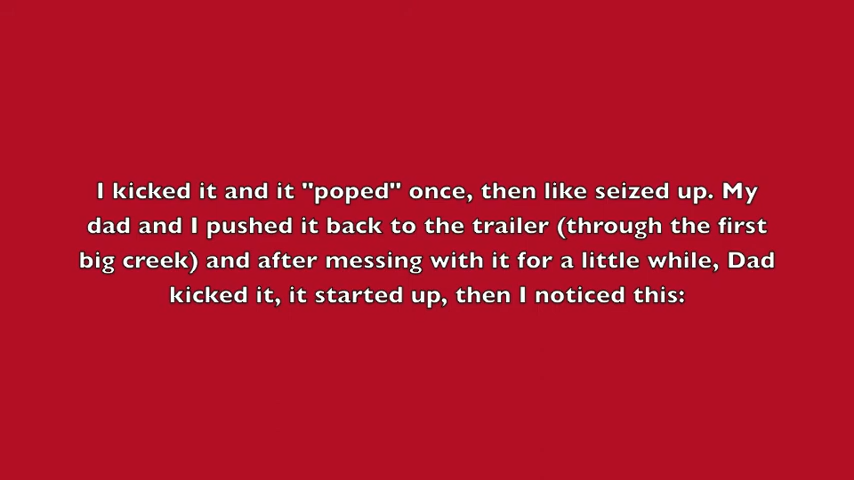 I kicked it and it "poped" once, then like seized up. My
dad and I pushed it back to the trailer (through the first
big creek) and after messing with it for a little while, Dad
kicked it, it started up, then I noticed this: